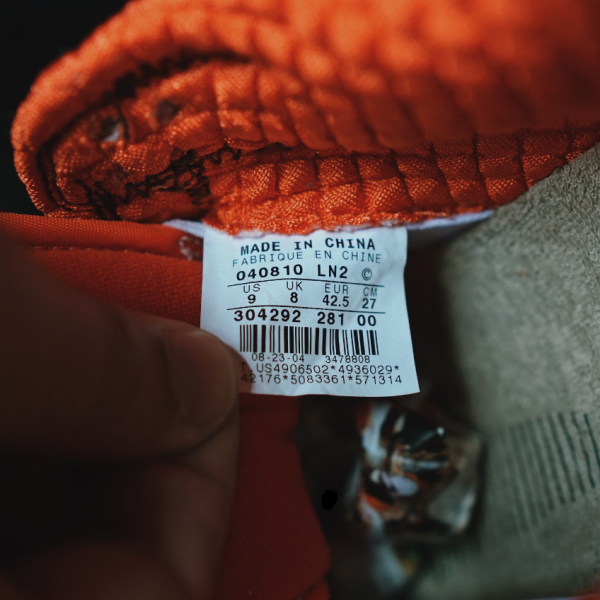 MADE IN CHINA
FABRIQUE EN CHINE
040810 LN2 ©
US UK EUR CM
9 8 42.5 27
304292 281 00
08-23-04 3478808
T.US4906502*4936029*
42176*5083361*571314